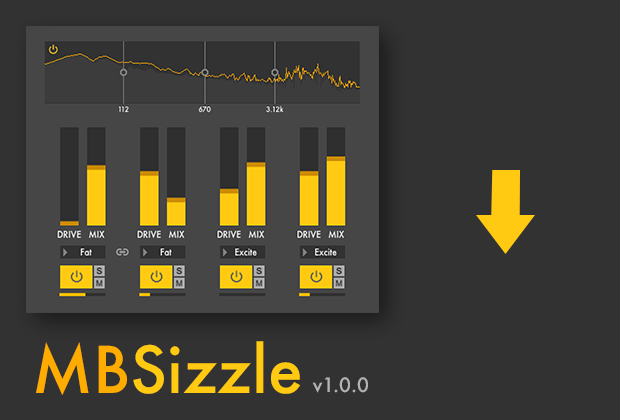 112 670 3.12k
DRIVE MIX DRIVE MIX DRIVE MIX DRIVE MIX
Fat Fat Excite Excite
S S S S
M M M M
MBSizzle v1.0.0